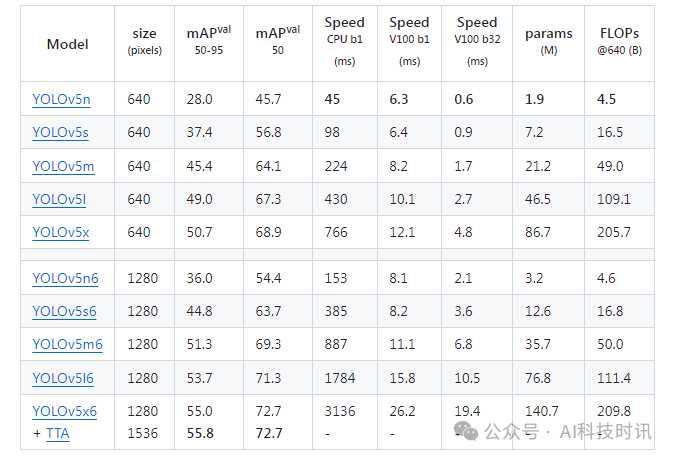 Model size (pixels) mAPval 50-95 mAPval 50 Speed CPU b1 (ms) Speed V100 b1 (ms) Speed V100 b32 (ms) params (M) FLOPs @640 (B)
YOLOv5n 640 28.0 45.7 45 6.3 0.6 1.9 4.5
YOLOv5s 640 37.4 56.8 98 6.4 0.9 7.2 16.5
YOLOv5m 640 45.4 64.1 224 8.2 1.7 21.2 49.0
YOLOv5l 640 49.0 67.3 430 10.1 2.7 46.5 109.1
YOLOv5x 640 50.7 68.9 766 12.1 4.8 86.7 205.7
YOLOv5n6 1280 36.0 54.4 153 8.1 2.1 3.2 4.6
YOLOv5s6 1280 44.8 63.7 385 8.2 3.6 12.6 16.8
YOLOv5m6 1280 51.3 69.3 887 11.1 6.8 35.7 50.0
YOLOv5l6 1280 53.7 71.3 1784 15.8 10.5 76.8 111.4
YOLOv5x6 1280 55.0 72.7 3136 26.2 19.4 140.7 209.8
+ TTA 1536 55.8 72.7 - - - - -
公众号 · AI科技时讯